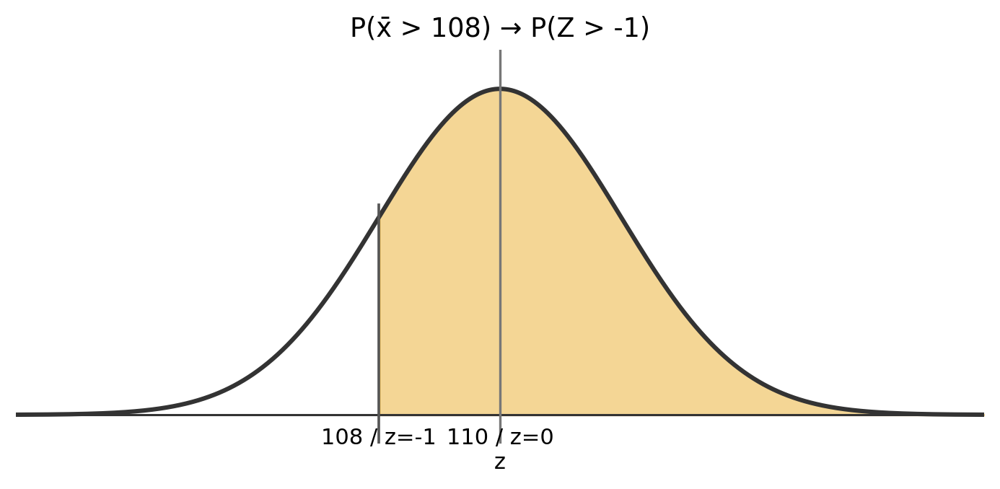 P(x̄ > 108) → P(Z > -1)
108 / z=-1 110 / z=0
z